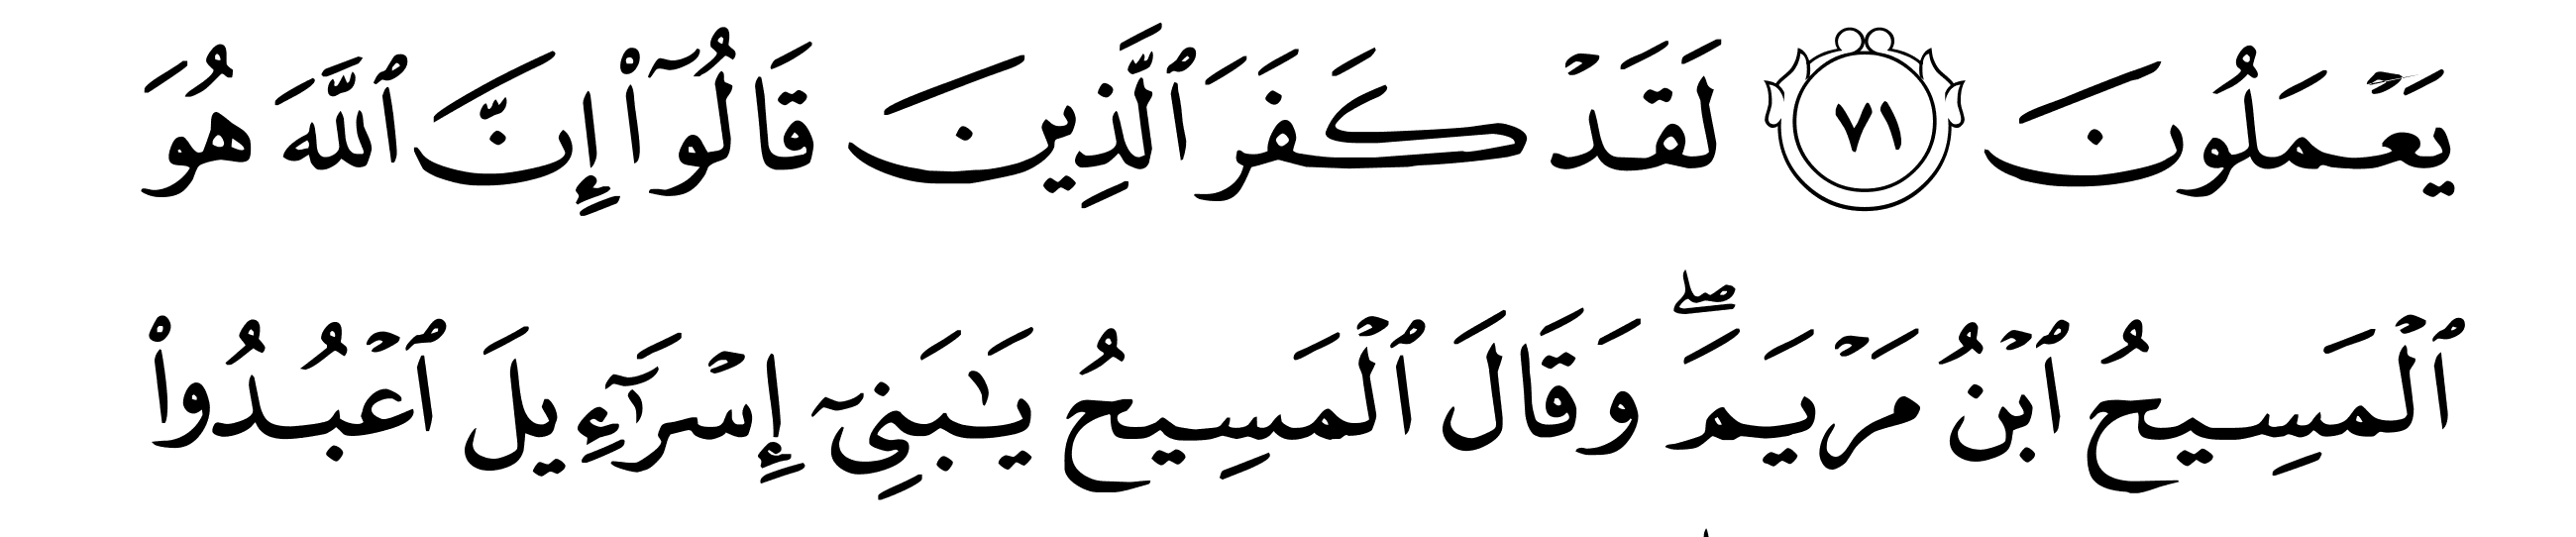 يَعۡمَلُونَ ٧١ لَقَدۡ كَفَرَ ٱلَّذِينَ قَالُوٓاْ إِنَّ ٱللَّهَ هُوَ
ٱلۡمَسِيحُ ٱبۡنُ مَرۡيَمَۖ وَقَالَ ٱلۡمَسِيحُ يَٰبَنِيٓ إِسۡرَٰٓءِيلَ ٱعۡبُدُواْ